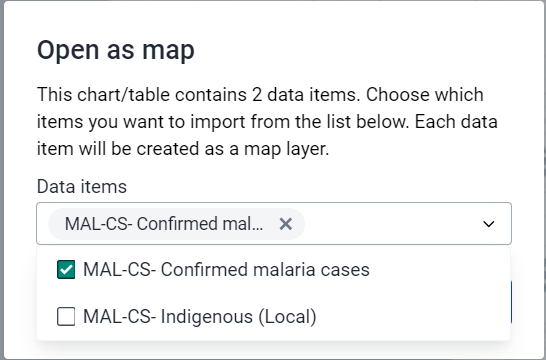 Open as map
This chart/table contains 2 data items. Choose which
items you want to import from the list below. Each data
item will be created as a map layer.
Data items
MAL-CS- Confirmed mal...
MAL-CS- Confirmed malaria cases
MAL-CS- Indigenous (Local)